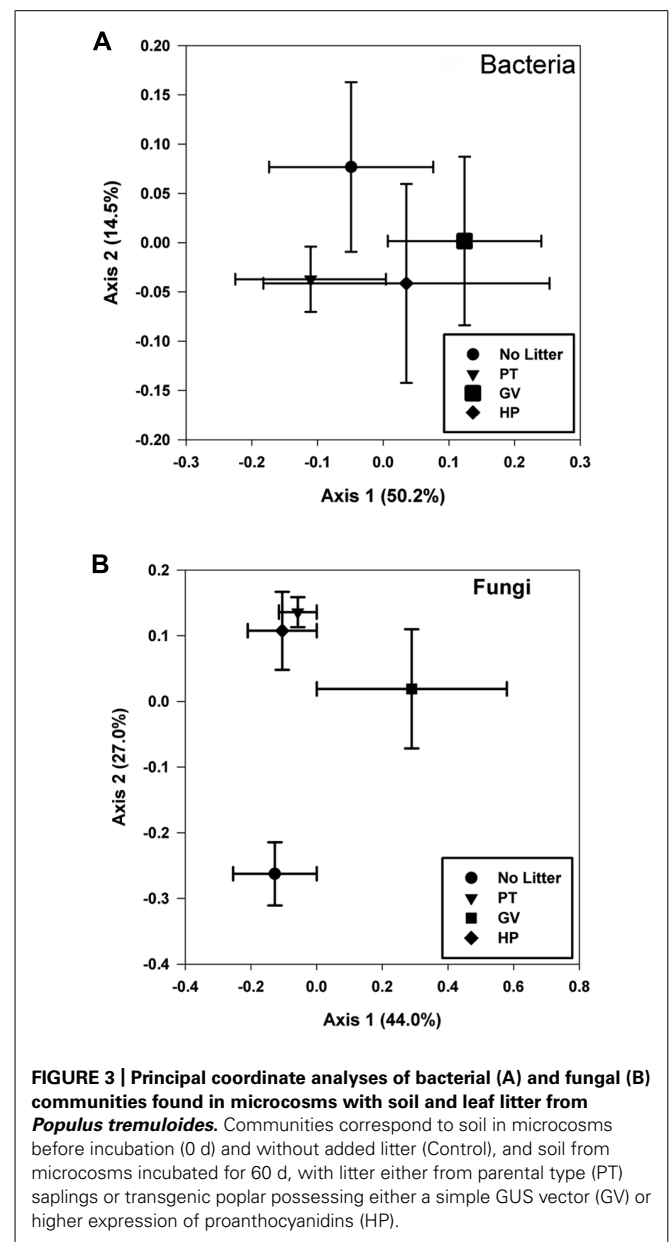 A
Bacteria
0.20
0.15
0.10
0.05
0.00
-0.05
-0.10
-0.15
-0.20
Axis 2 (14.5%)
No Litter
PT
GV
HP
-0.3 -0.2 -0.1 0.0 0.1 0.2 0.3
Axis 1 (50.2%)
B
Fungi
0.2
0.1
0.0
-0.1
-0.2
-0.3
-0.4
Axis 2 (27.0%)
No Litter
PT
GV
HP
-0.4 -0.2 0.0 0.2 0.4 0.6 0.8
Axis 1 (44.0%)
FIGURE 3 | Principal coordinate analyses of bacterial (A) and fungal (B)
communities found in microcosms with soil and leaf litter from
Populus tremuloides. Communities correspond to soil in microcosms
before incubation (0 d) and without added litter (Control), and soil from
microcosms incubated for 60 d, with litter either from parental type (PT)
saplings or transgenic poplar possessing either a simple GUS vector (GV) or
higher expression of proanthocyanidins (HP).